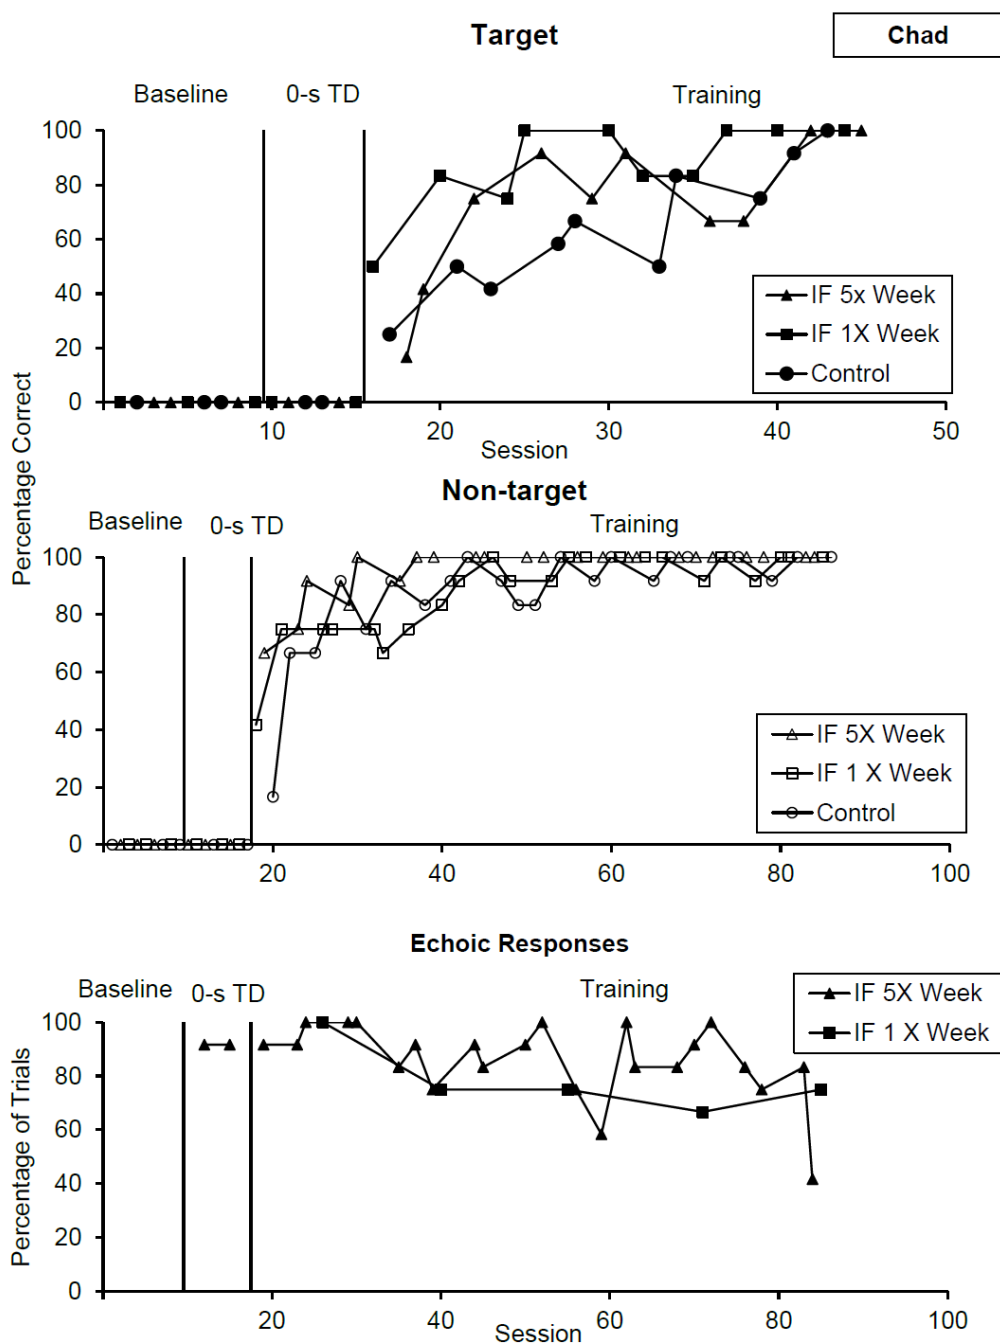 Target
Chad
Baseline 0-s TD Training
100
80
60
40
20
0
10 20 30 40 50
IF 5x Week
IF 1X Week
Control
Session
Percentage Correct
Non-target
Baseline 0-s TD Training
100
80
60
40
20
0
20 40 60 80 100
IF 5X Week
IF 1 X Week
Control
Echoic Responses
Baseline 0-s TD Training
IF 5X Week
IF 1 X Week
100
80
60
40
20
0
20 40 60 80 100
Percentage of Trials
Session